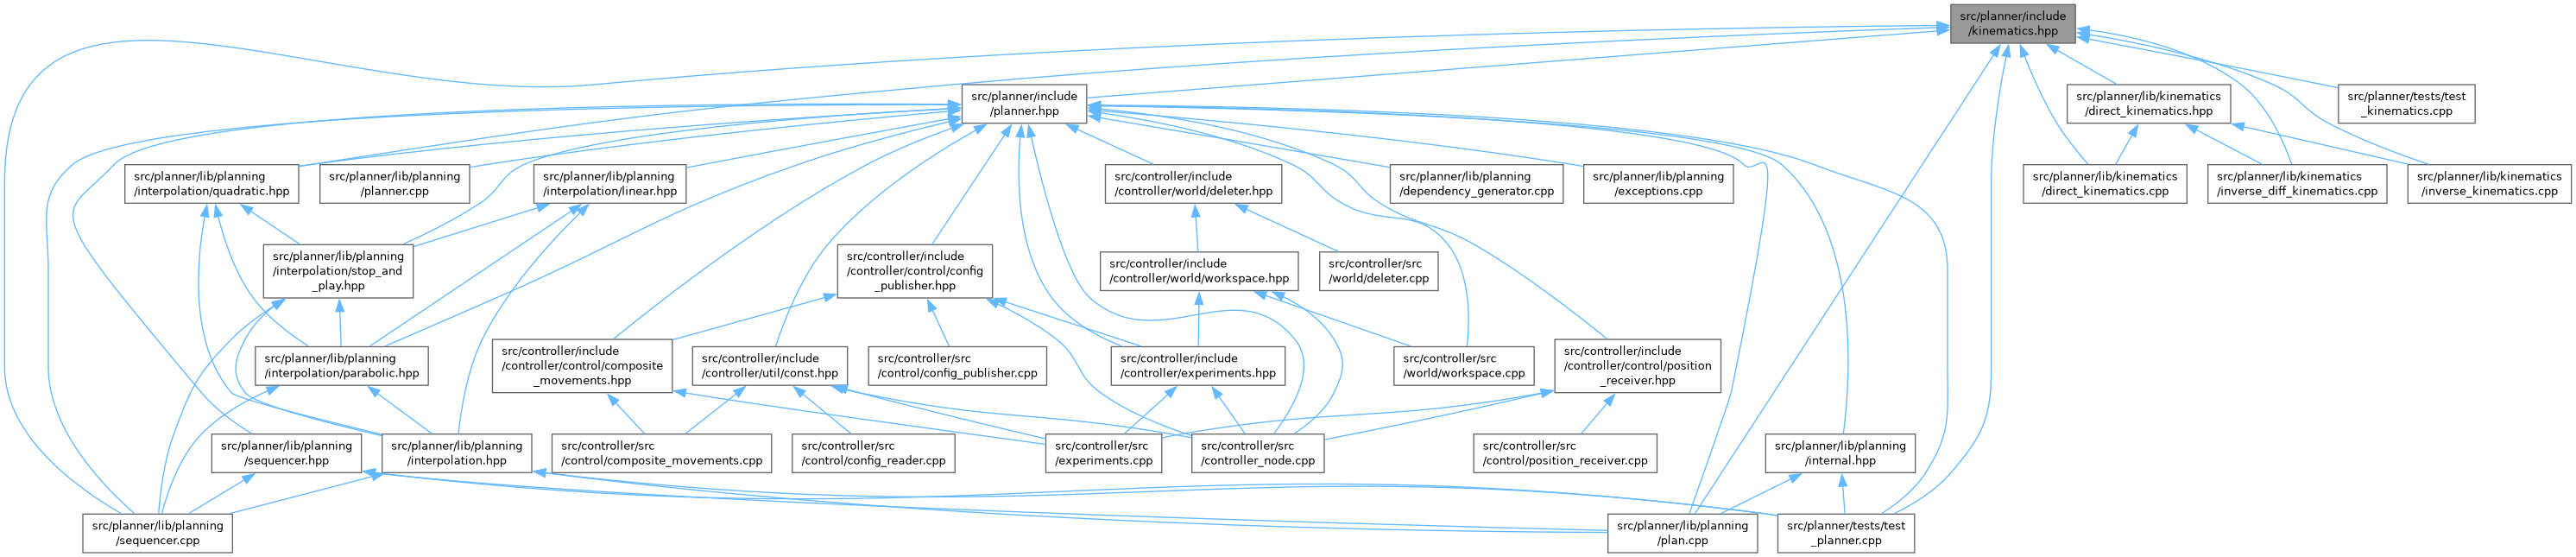 src/planner/include
/kinematics.hpp
src/planner/include
/planner.hpp
src/planner/lib/kinematics
/direct_kinematics.hpp
src/planner/tests/test
_kinematics.cpp
src/planner/lib/planning
/interpolation/quadratic.hpp
src/planner/lib/planning
/planner.cpp
src/planner/lib/planning
/interpolation/linear.hpp
src/controller/include
/controller/world/deleter.hpp
src/planner/lib/planning
/dependency_generator.cpp
src/planner/lib/planning
/exceptions.cpp
src/planner/lib/kinematics
/direct_kinematics.cpp
src/planner/lib/kinematics
/inverse_diff_kinematics.cpp
src/planner/lib/kinematics
/inverse_kinematics.cpp
src/planner/lib/planning
/interpolation/stop_and
_play.hpp
src/controller/include
/controller/control/config
_publisher.hpp
src/controller/include
/controller/world/workspace.hpp
src/controller/src
/world/deleter.cpp
src/planner/lib/planning
/interpolation/parabolic.hpp
src/controller/include
/controller/control/composite
_movements.hpp
src/controller/include
/controller/util/const.hpp
src/controller/src
/control/config_publisher.cpp
src/controller/include
/controller/experiments.hpp
src/controller/src
/world/workspace.cpp
src/controller/include
/controller/control/position
_receiver.hpp
src/planner/lib/planning
/sequencer.hpp
src/planner/lib/planning
/interpolation.hpp
src/controller/src
/control/composite_movements.cpp
src/controller/src
/control/config_reader.cpp
src/controller/src
/experiments.cpp
src/controller/src
/controller_node.cpp
src/controller/src
/control/position_receiver.cpp
src/planner/lib/planning
/internal.hpp
src/planner/lib/planning
/sequencer.cpp
src/planner/lib/planning
/plan.cpp
src/planner/tests/test
_planner.cpp